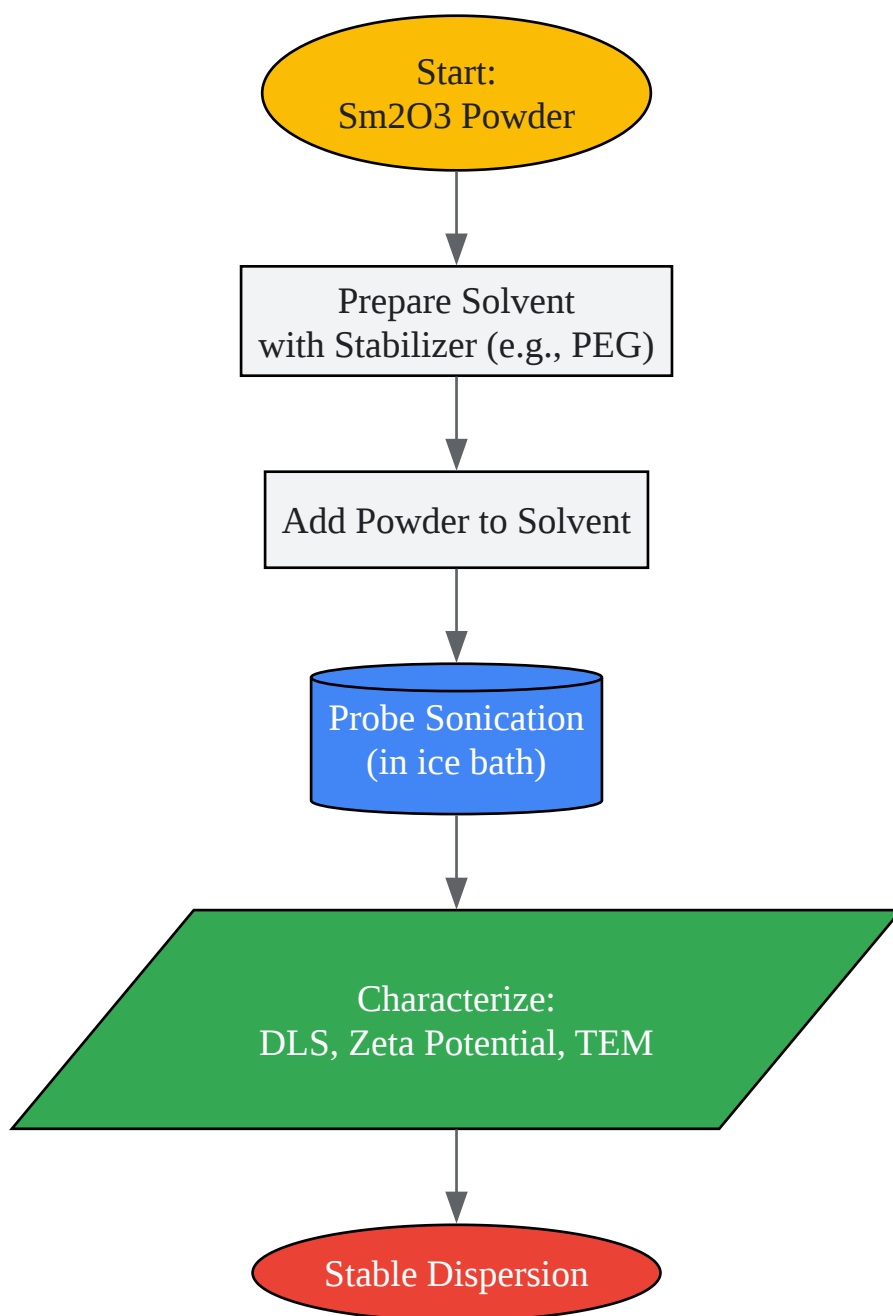 Start:
Sm2O3 Powder
Prepare Solvent
with Stabilizer (e.g., PEG)
Add Powder to Solvent
Probe Sonication
(in ice bath)
Characterize:
DLS, Zeta Potential, TEM
Stable Dispersion